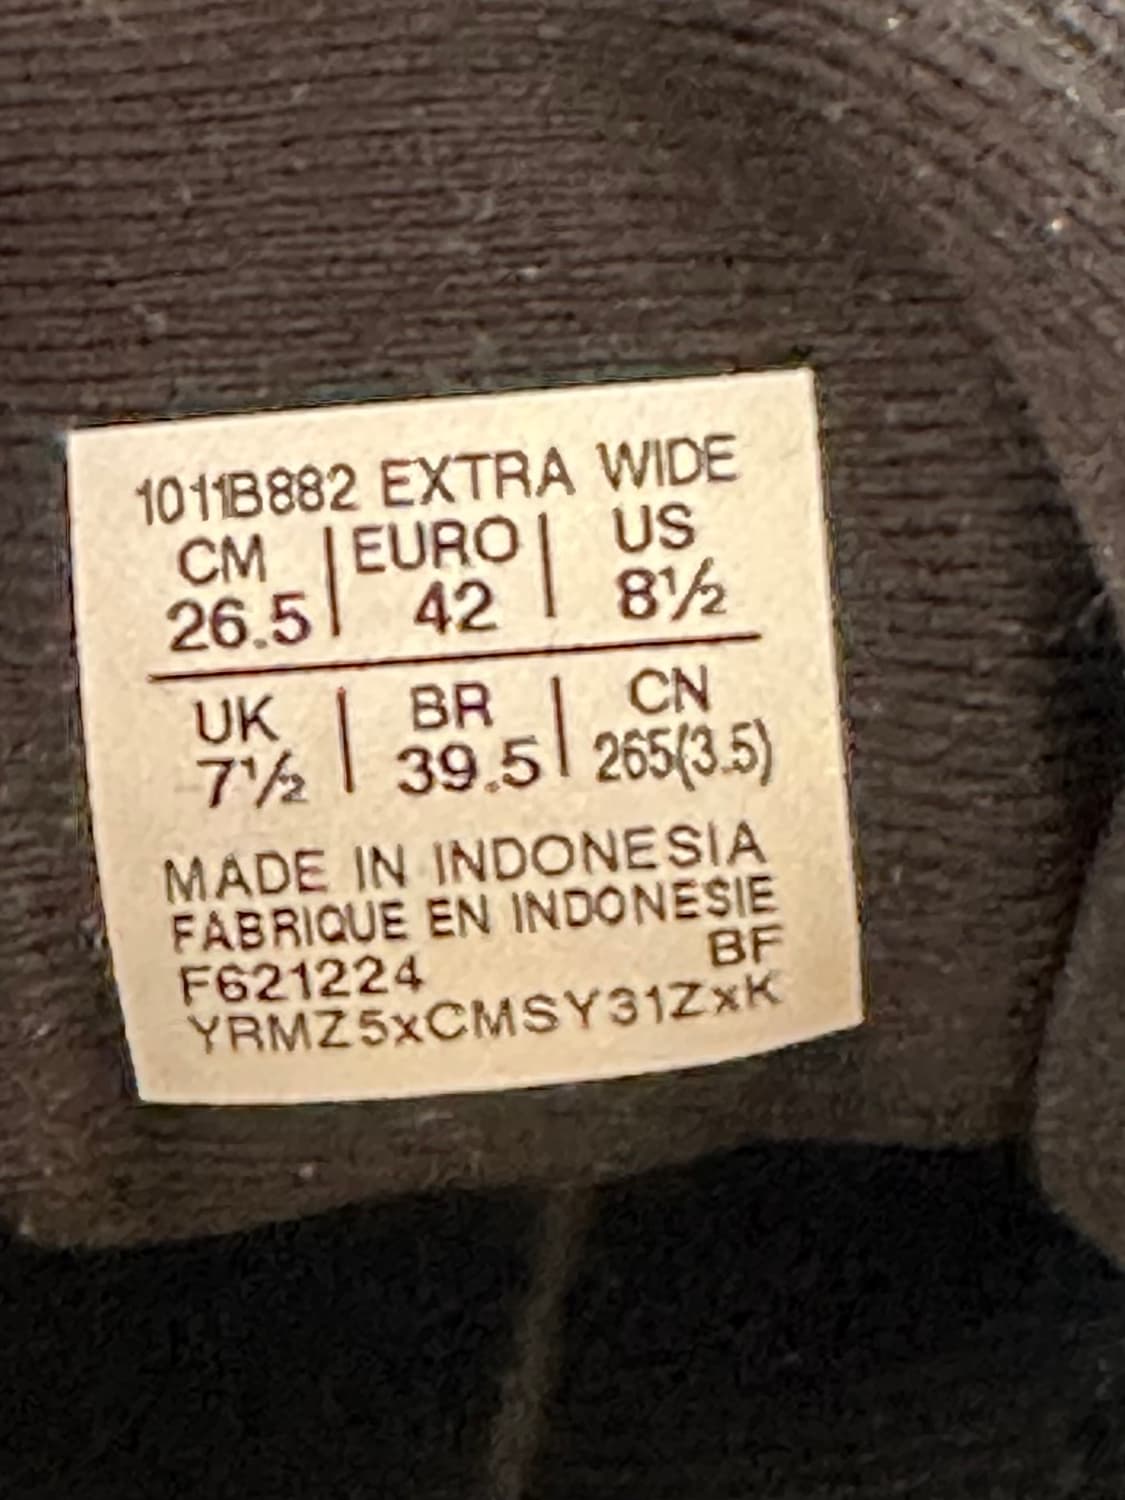 1011B882 EXTRA WIDE
CM | EURO | US
26.5 | 42 | 8½
UK | BR | CN
7½ | 39.5 | 265(3.5)
MADE IN INDONESIA
FABRIQUE EN INDONESIE
F621224 BF
YRMZ5xCMSY31ZxK